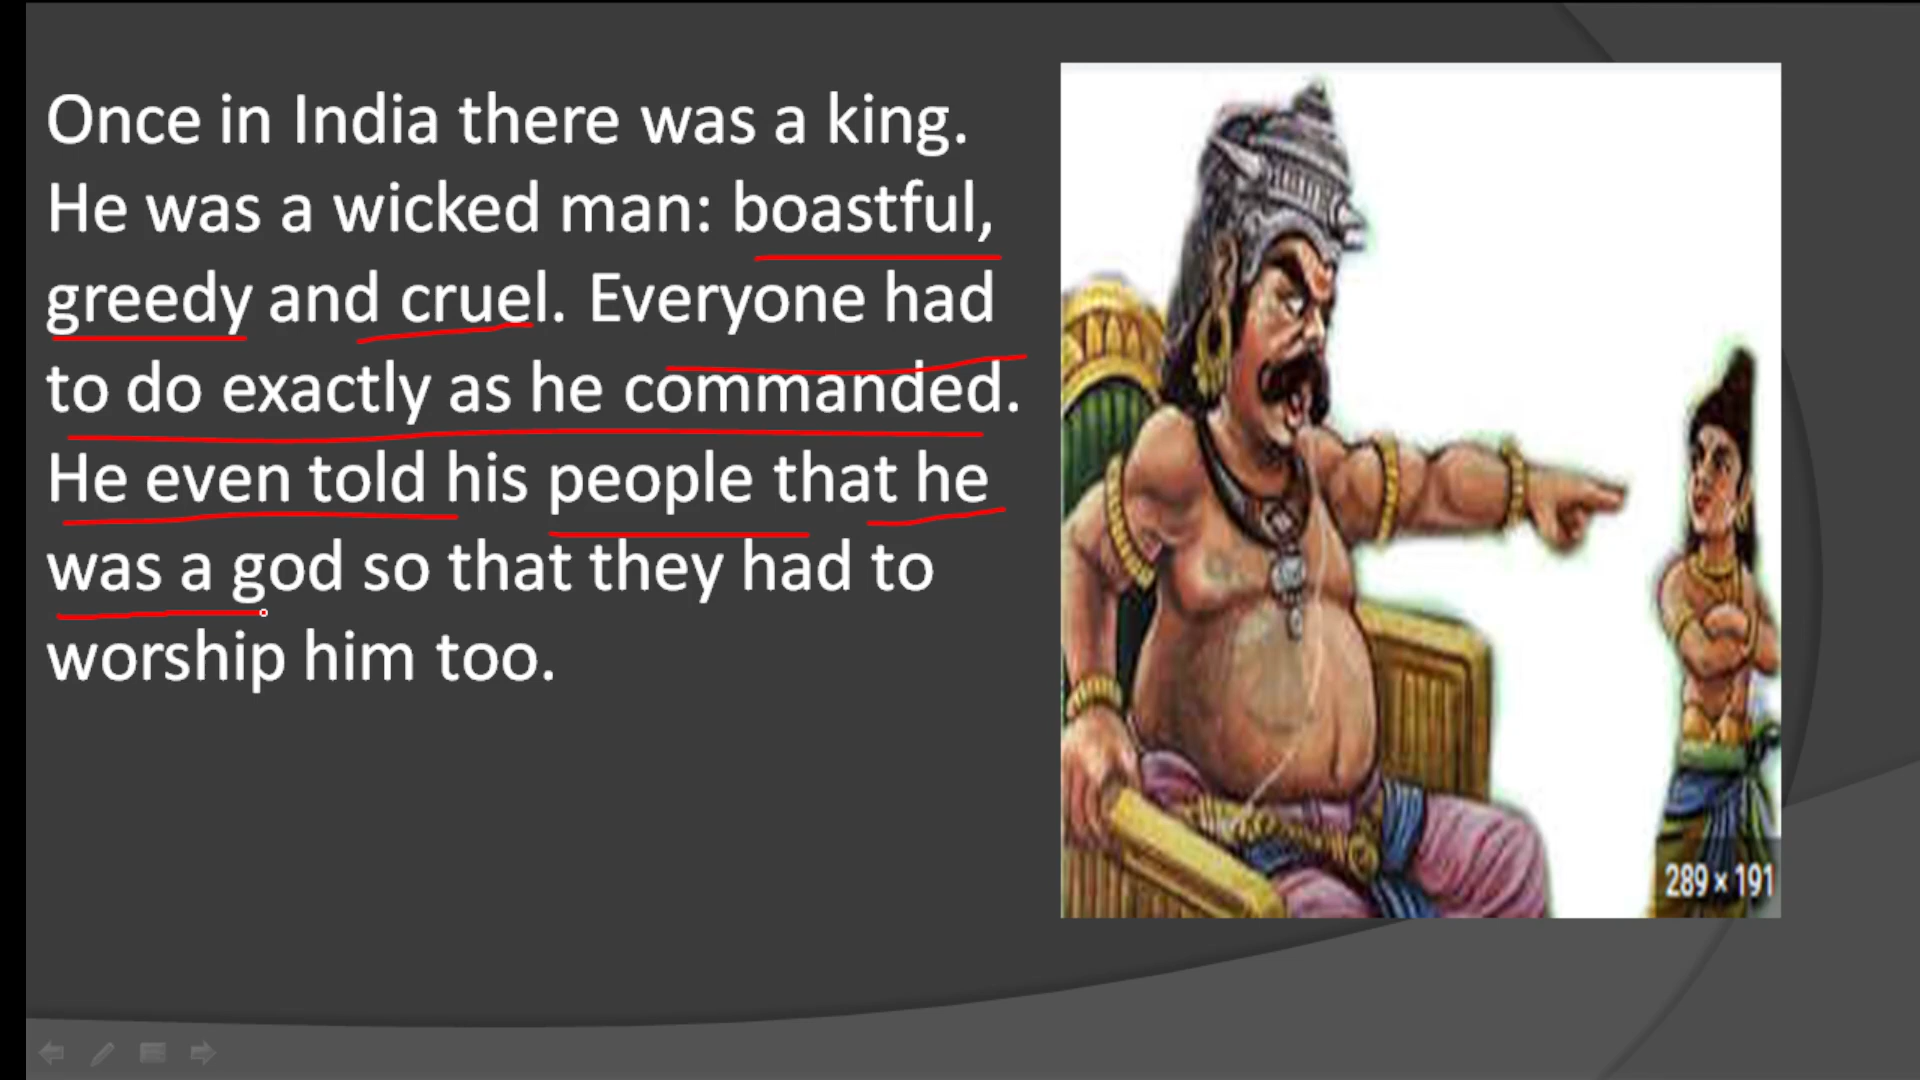 Once in India there was a king.
He was a wicked man: boastful,
greedy and cruel. Everyone had
to do exactly as he commanded.
He even told his people that he
was a god so that they had to
worship him too.
289 × 191